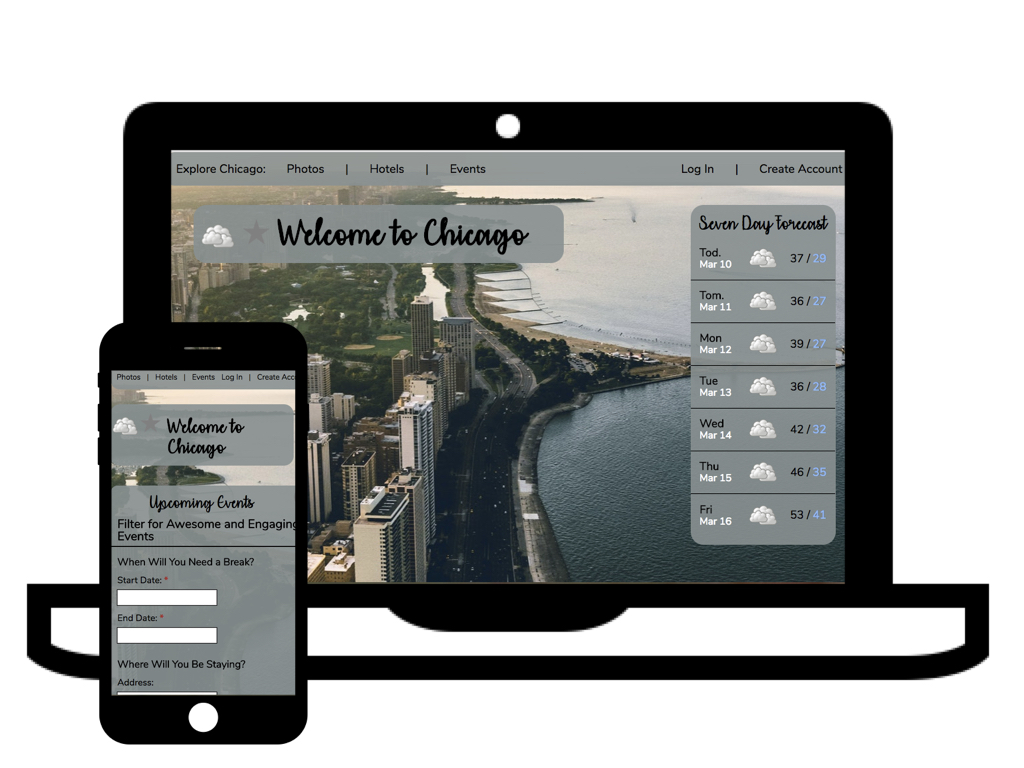 Explore Chicago: Photos | Hotels | Events Log In | Create Account
Welcome to Chicago
Seven Day Forecast
Tod.
Mar 10
37 / 29
Tom.
Mar 11
36 / 27
Mon
Mar 12
39 / 27
Tue
Mar 13
36 / 28
Wed
Mar 14
42 / 32
Thu
Mar 15
46 / 35
Fri
Mar 16
53 / 41
Photos | Hotels | Events Log In | Create Acco
Welcome to
Chicago
Upcoming Events
Filter for Awesome and Engaging
Events
When Will You Need a Break?
Start Date: *
End Date: *
Where Will You Be Staying?
Address: